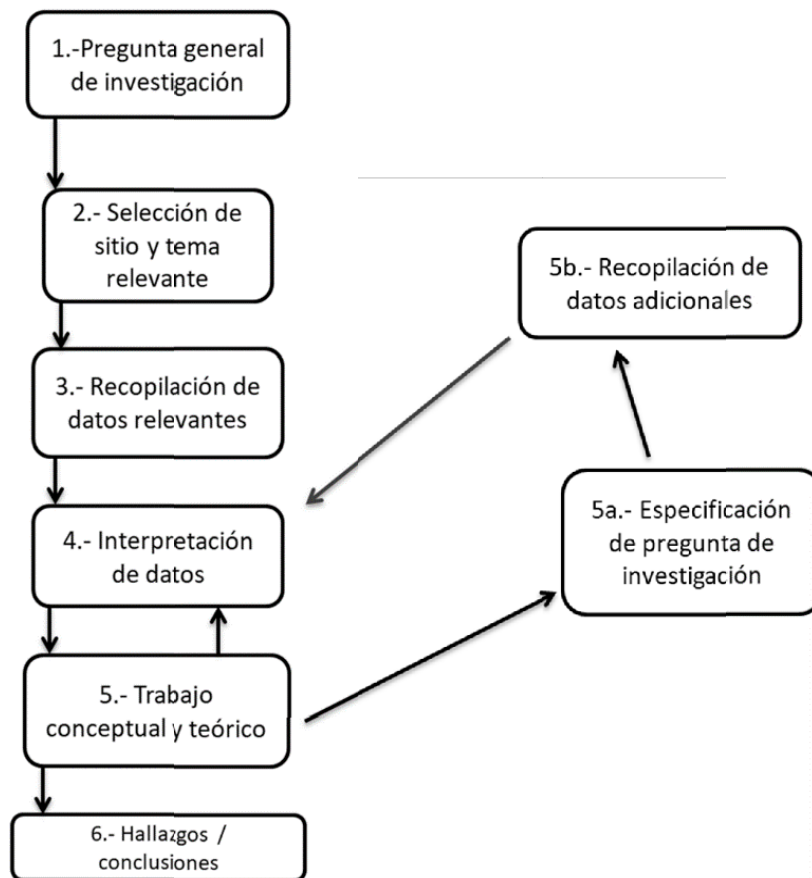 1.-Pregunta general
de investigación
2.- Selección de
sitio y tema
relevante
3.- Recopilación de
datos relevantes
4.- Interpretación
de datos
5.- Trabajo
conceptual y teórico
6.- Hallazgos /
conclusiones
5b.- Recopilación de
datos adicionales
5a.- Especificación
de pregunta de
investigación